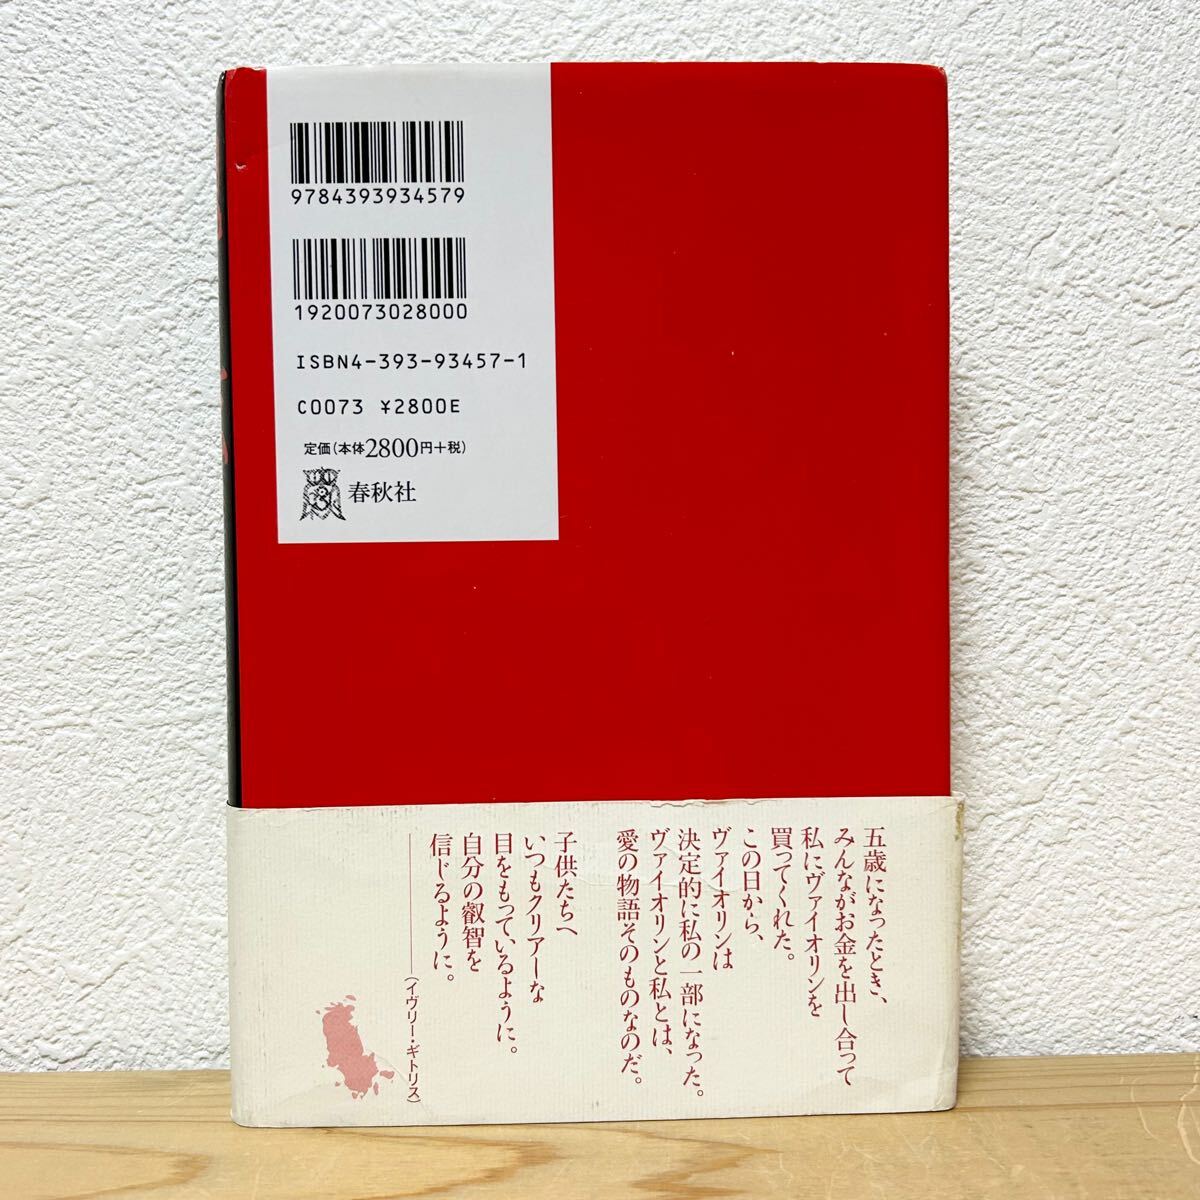 9784393934579
1920073028000
ISBN4-393-93457-1
C0073 ¥2800E
定価(本体2800円+税)
春秋社
五歳になったとき、
みんながお金を出し合って
私にヴァイオリンを
買ってくれた。
この日から、
ヴァイオリンは
決定的に私の一部になった。
ヴァイオリンと私とは、
愛の物語そのものなのだ。
子供たちへ
いつもクリアーな
目をもっているように。
自分の叡智を
信じるように。
――(イヴリー・ギトリス)